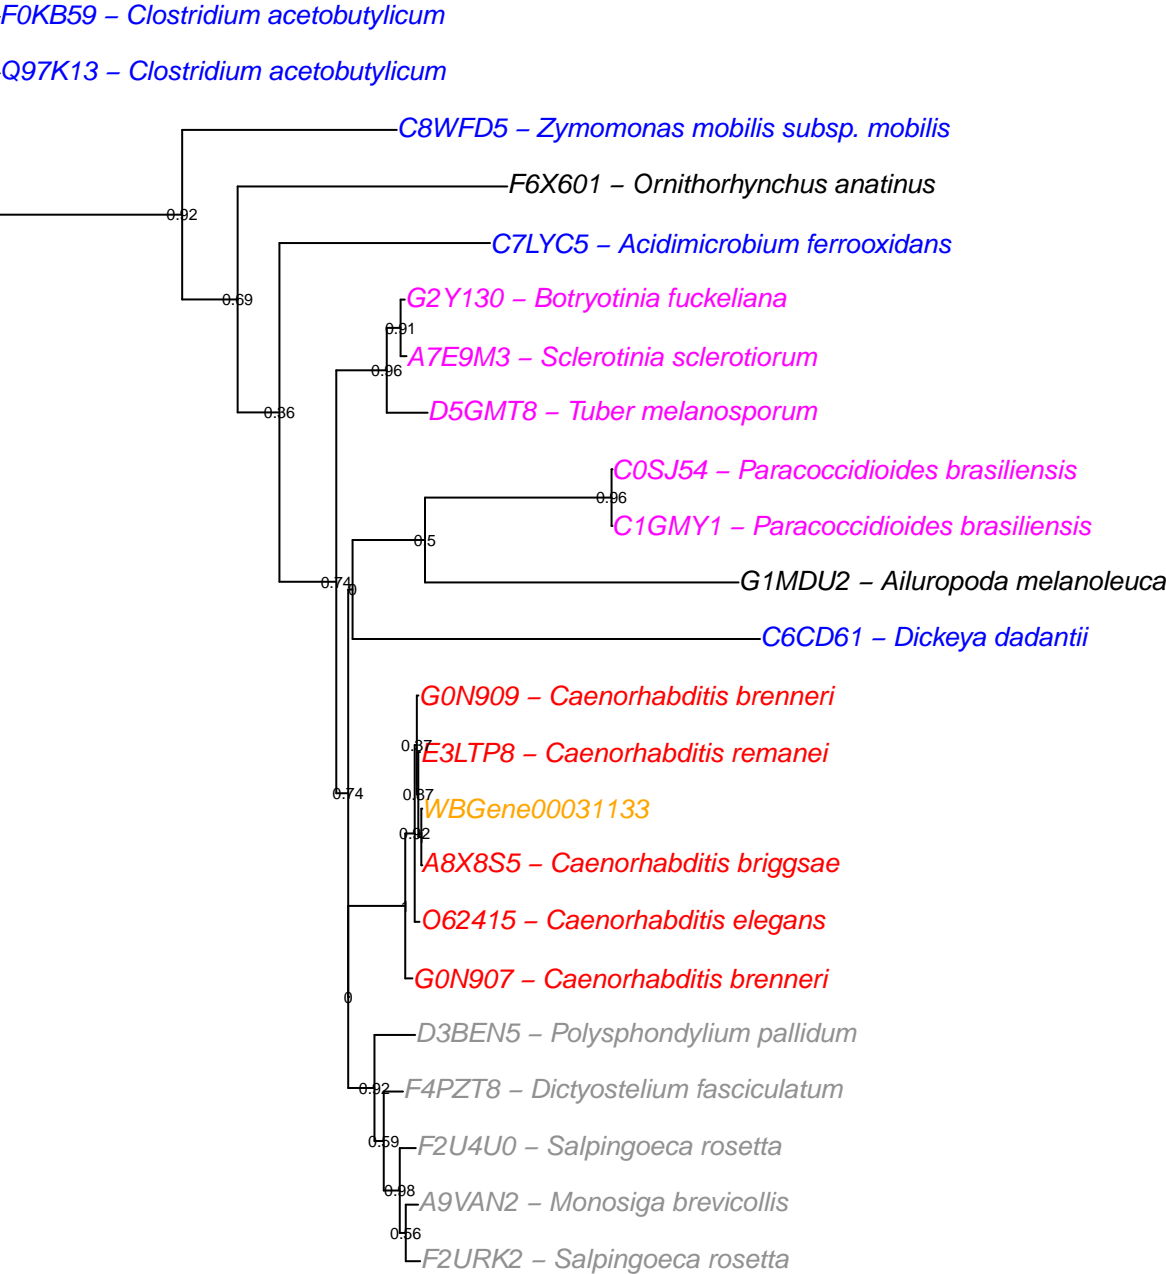 F0KB59 – Clostridium acetobutylicum
Q97K13 – Clostridium acetobutylicum
C8WFD5 – Zymomonas mobilis subsp. mobilis
F6X601 – Ornithorhynchus anatinus
0.92
C7LYC5 – Acidimicrobium ferrooxidans
G2Y130 – Botryotinia fuckeliana
0.69
0.91
A7E9M3 – Sclerotinia sclerotiorum
0.96
D5GMT8 – Tuber melanosporum
0.86
C0SJ54 – Paracoccidioides brasiliensis
0.96
C1GMY1 – Paracoccidioides brasiliensis
0.5
G1MDU2 – Ailuropoda melanoleuca
0.74
0
C6CD61 – Dickeya dadantii
G0N909 – Caenorhabditis brenneri
0.87
E3LTP8 – Caenorhabditis remanei
0.74
0.87
WBGene00031133
0.92
A8X8S5 – Caenorhabditis briggsae
1
O62415 – Caenorhabditis elegans
G0N907 – Caenorhabditis brenneri
0
D3BEN5 – Polysphondylium pallidum
0.92
F4PZT8 – Dictyostelium fasciculatum
0.59
F2U4U0 – Salpingoeca rosetta
0.98
A9VAN2 – Monosiga brevicollis
0.56
F2URK2 – Salpingoeca rosetta